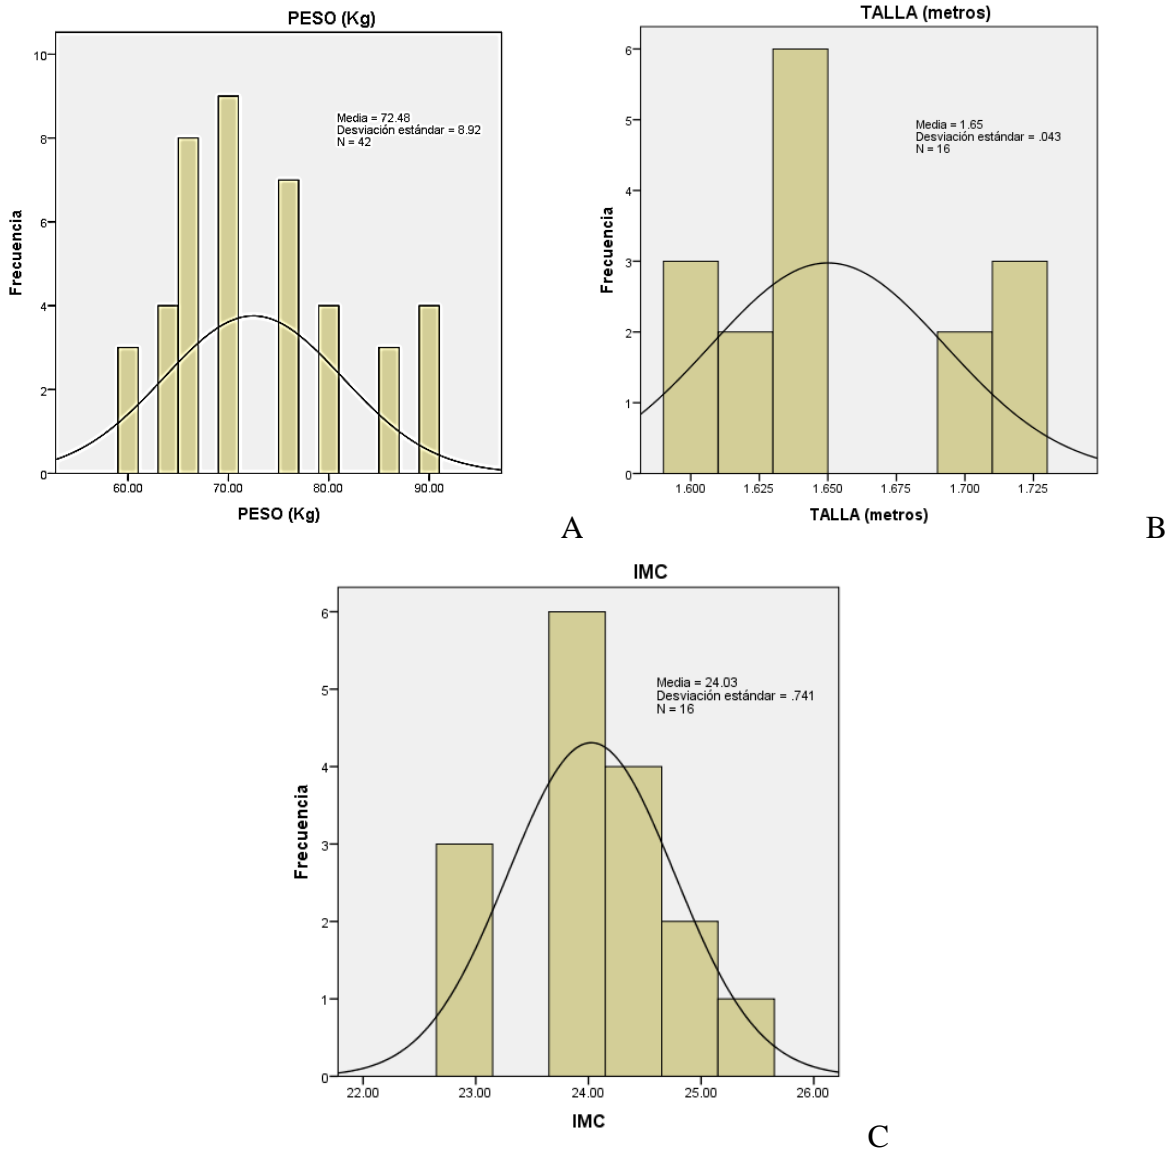 PESO (Kg)
10
8
6
4
2
0
Frecuencia
Media = 72.48
Desviación estándar = 8.92
N = 42
60.00 70.00 80.00 90.00
PESO (Kg)
A
TALLA (metros)
6
5
4
3
2
1
0
Frecuencia
Media = 1.65
Desviación estándar = .043
N = 16
1.600 1.625 1.650 1.675 1.700 1.725
TALLA (metros)
B
IMC
6
5
4
3
2
1
0
Frecuencia
Media = 24.03
Desviación estándar = .741
N = 16
22.00 23.00 24.00 25.00 26.00
IMC
C